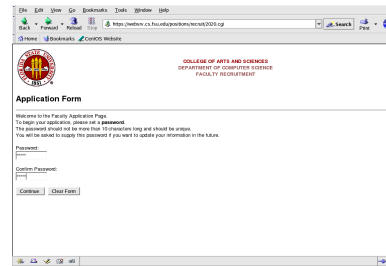 File Edit View Go Bookmarks Tools Window Help
Back Forward Reload Stop https://websrv.cs.fsu.edu/positions/recruit/2020.cgi Search Print
Home Bookmarks CentOS Website
COLLEGE OF ARTS AND SCIENCES
DEPARTMENT OF COMPUTER SCIENCE
FACULTY RECRUITMENT
Application Form
Welcome to the Faculty Application Page.
To begin your application, please set a password.
The password should not be more than 10 characters long and should be unique.
You will be asked to supply this password if you want to update your information in the future.
Password:
*****
Confirm Password:
*****
Continue Clear Form